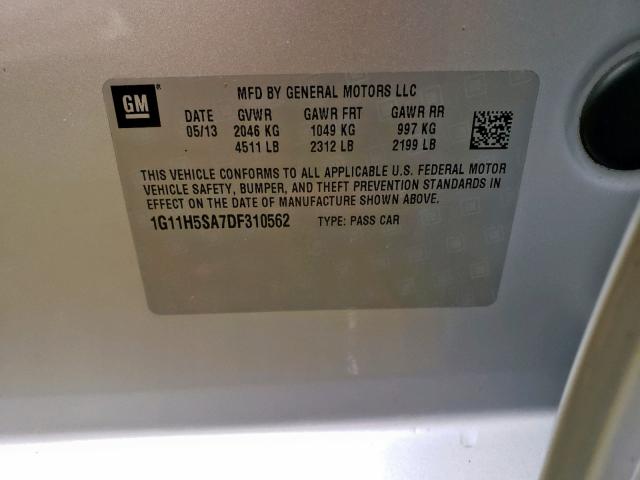 GM ®
MFD BY GENERAL MOTORS LLC
DATE GVWR GAWR FRT GAWR RR
05/13 2046 KG 1049 KG 997 KG
4511 LB 2312 LB 2199 LB
THIS VEHICLE CONFORMS TO ALL APPLICABLE U.S. FEDERAL MOTOR
VEHICLE SAFETY, BUMPER, AND THEFT PREVENTION STANDARDS IN
EFFECT ON THE DATE OF MANUFACTURE SHOWN ABOVE.
1G11H5SA7DF310562 TYPE: PASS CAR